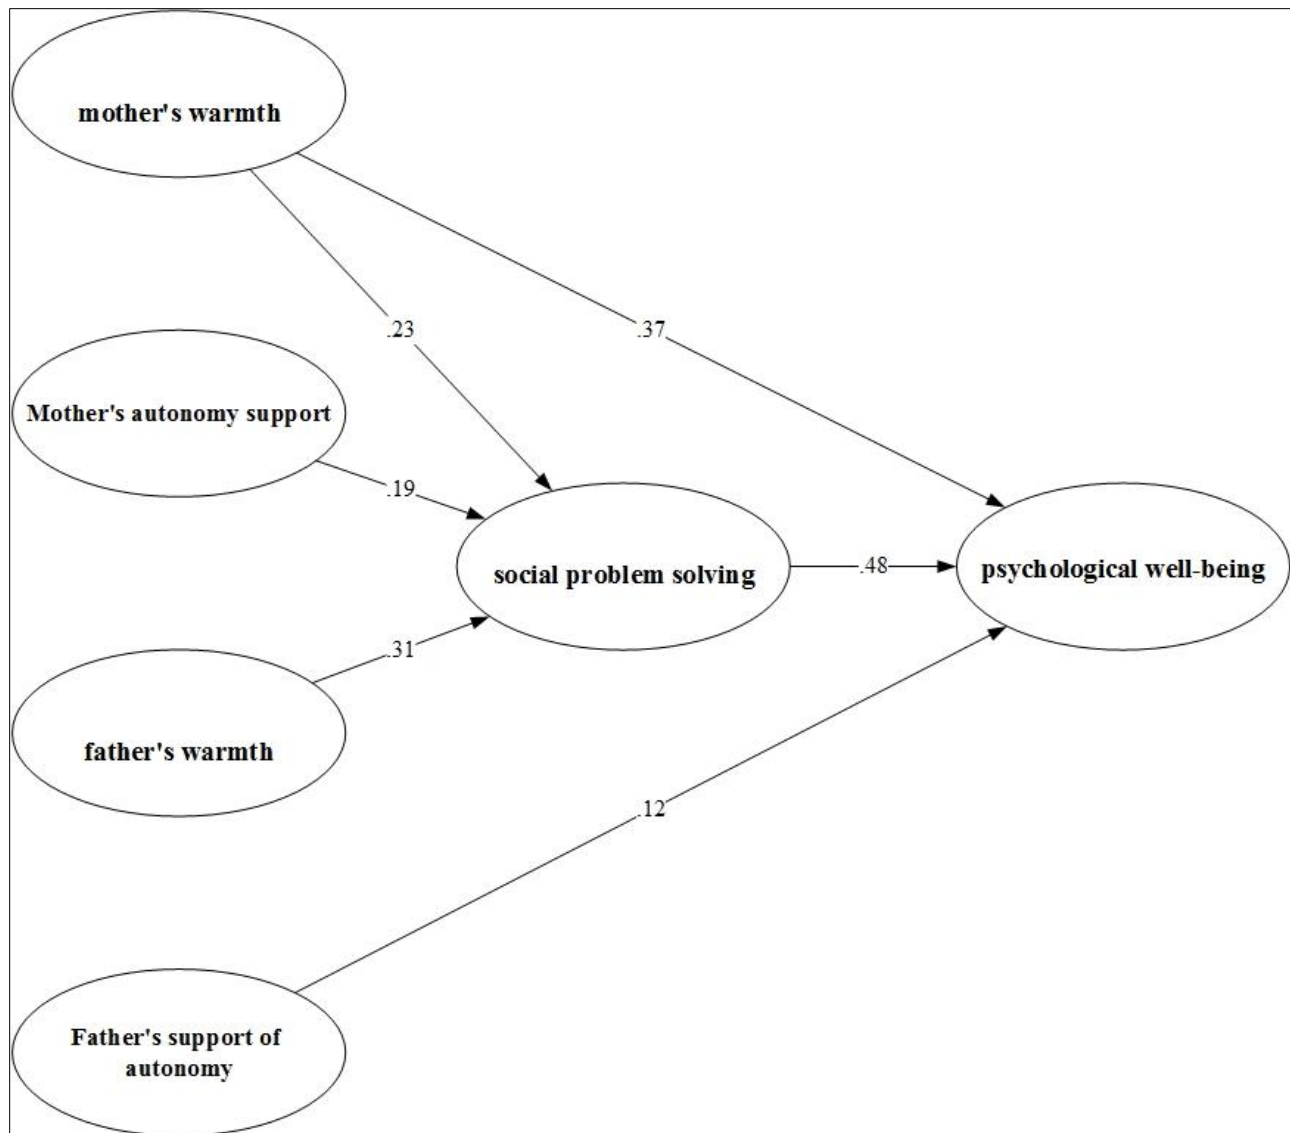 mother's warmth
.23
.37
Mother's autonomy support
.19
social problem solving
.48
psychological well-being
.31
father's warmth
.12
Father's support of
autonomy